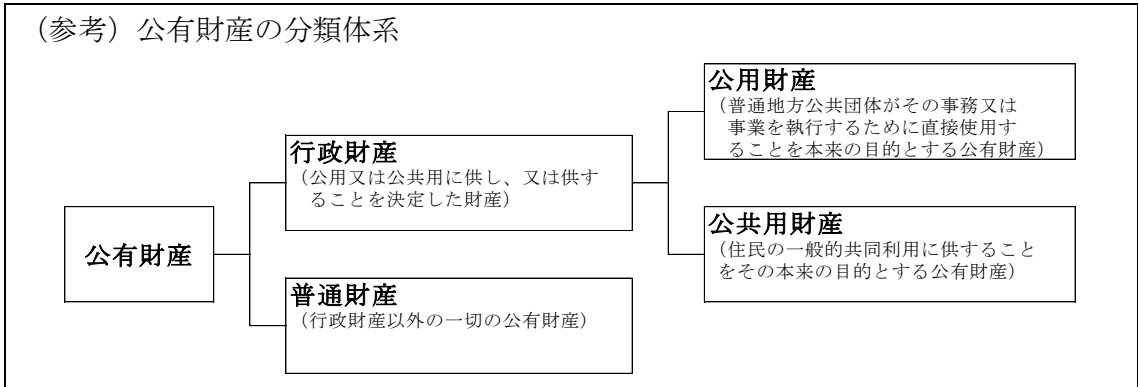 (参考)公有財産の分類体系
公有財産
行政財産
(公用又は公共用に供し、又は供す
ることを決定した財産)
普通財産
(行政財産以外の一切の公有財産)
公用財産
(普通地方公共団体がその事務又は
事業を執行するために直接使用す
ることを本来の目的とする公有財産)
公共用財産
(住民の一般的共同利用に供すること
をその本来の目的とする公有財産)